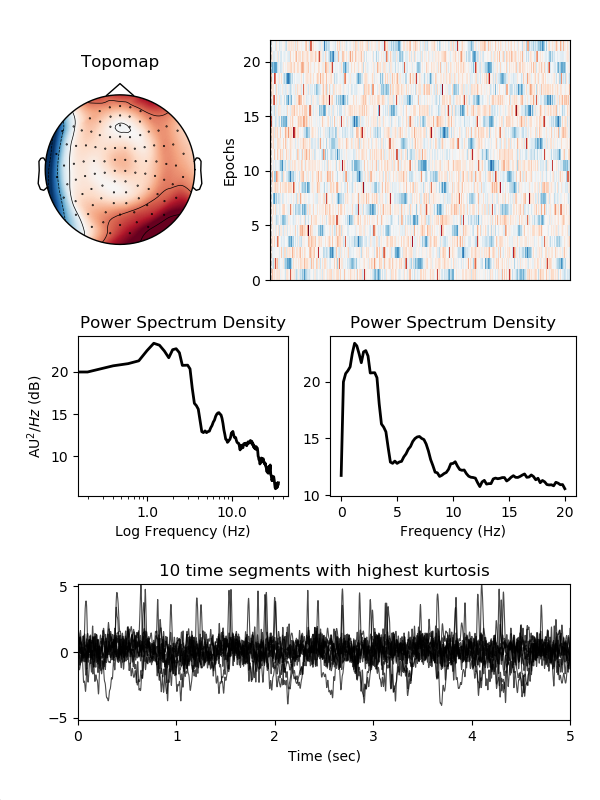 Topomap
Epochs
20
15
10
5
0
Power Spectrum Density
AU²/Hz (dB)
20
15
10
1.0 10.0
Log Frequency (Hz)
Power Spectrum Density
20
15
10
0 5 10 15 20
Frequency (Hz)
10 time segments with highest kurtosis
5
0
−5
0 1 2 3 4 5
Time (sec)